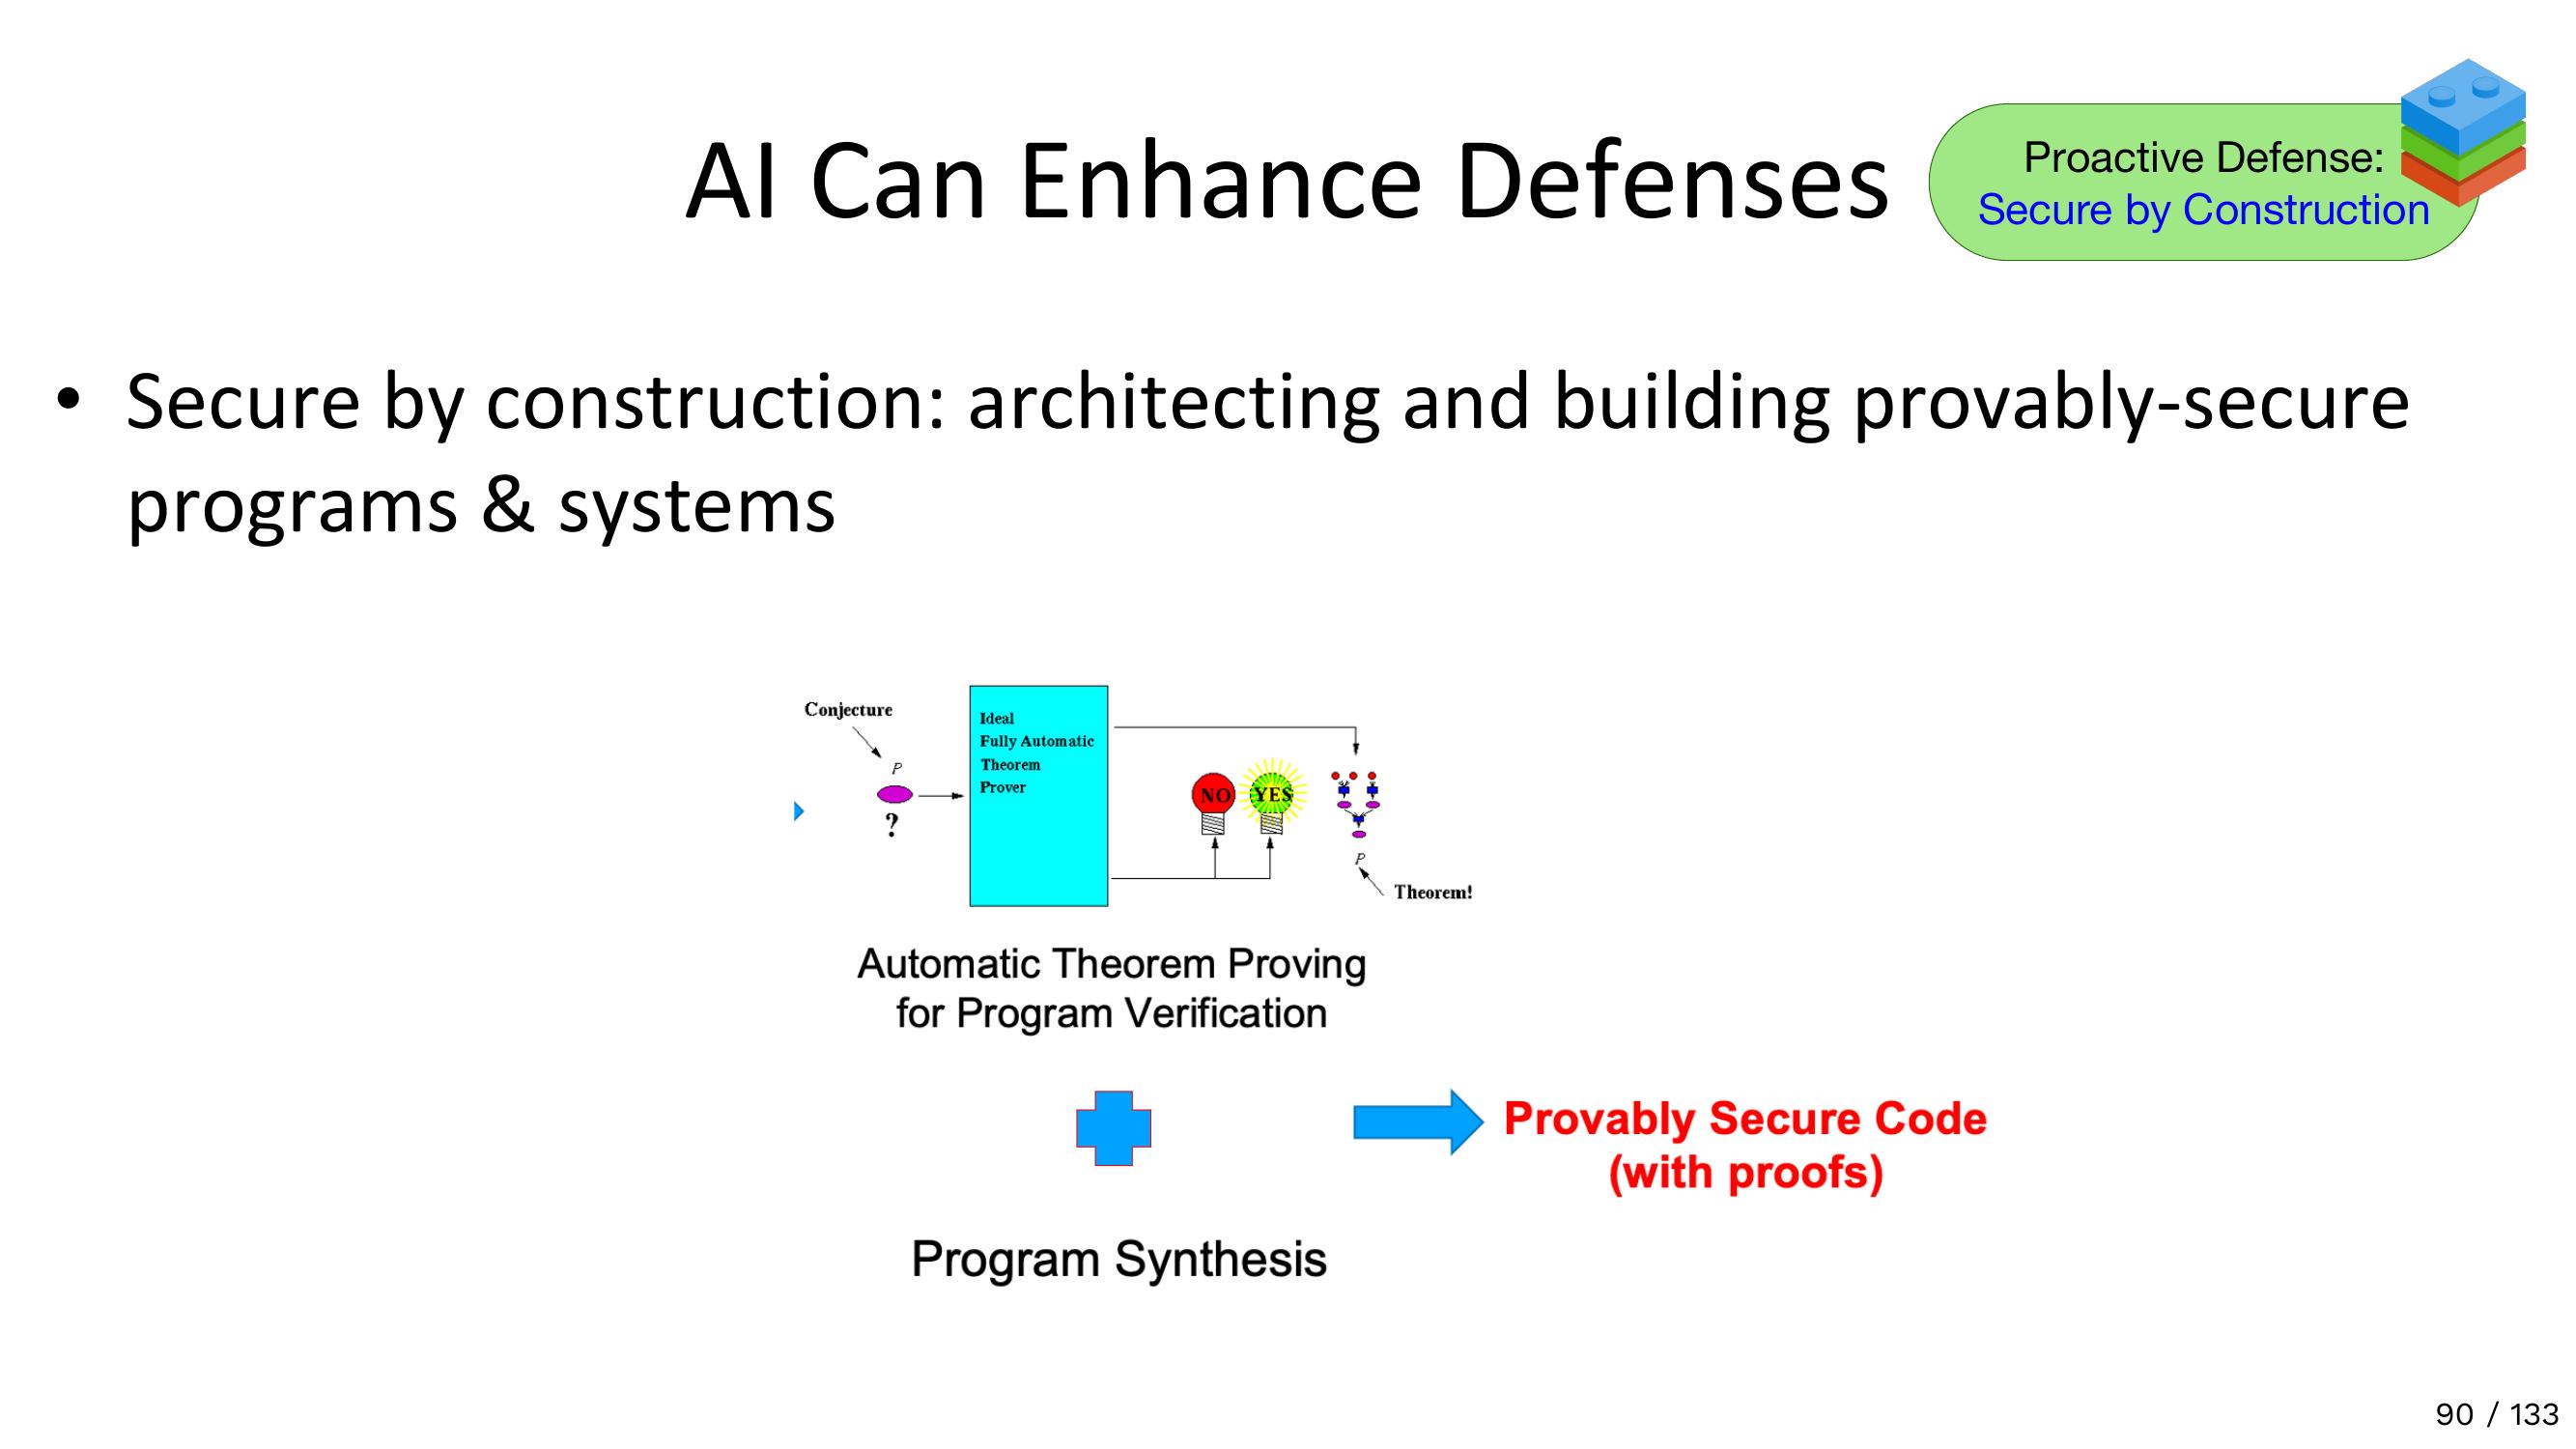 AI Can Enhance Defenses
Proactive Defense:
Secure by Construction
• Secure by construction: architecting and building provably-secure
programs & systems
Conjecture
P
?
Ideal
Fully Automatic
Theorem
Prover
NO
YES
P
Theorem!
Automatic Theorem Proving
for Program Verification
Provably Secure Code
(with proofs)
Program Synthesis
90 / 133